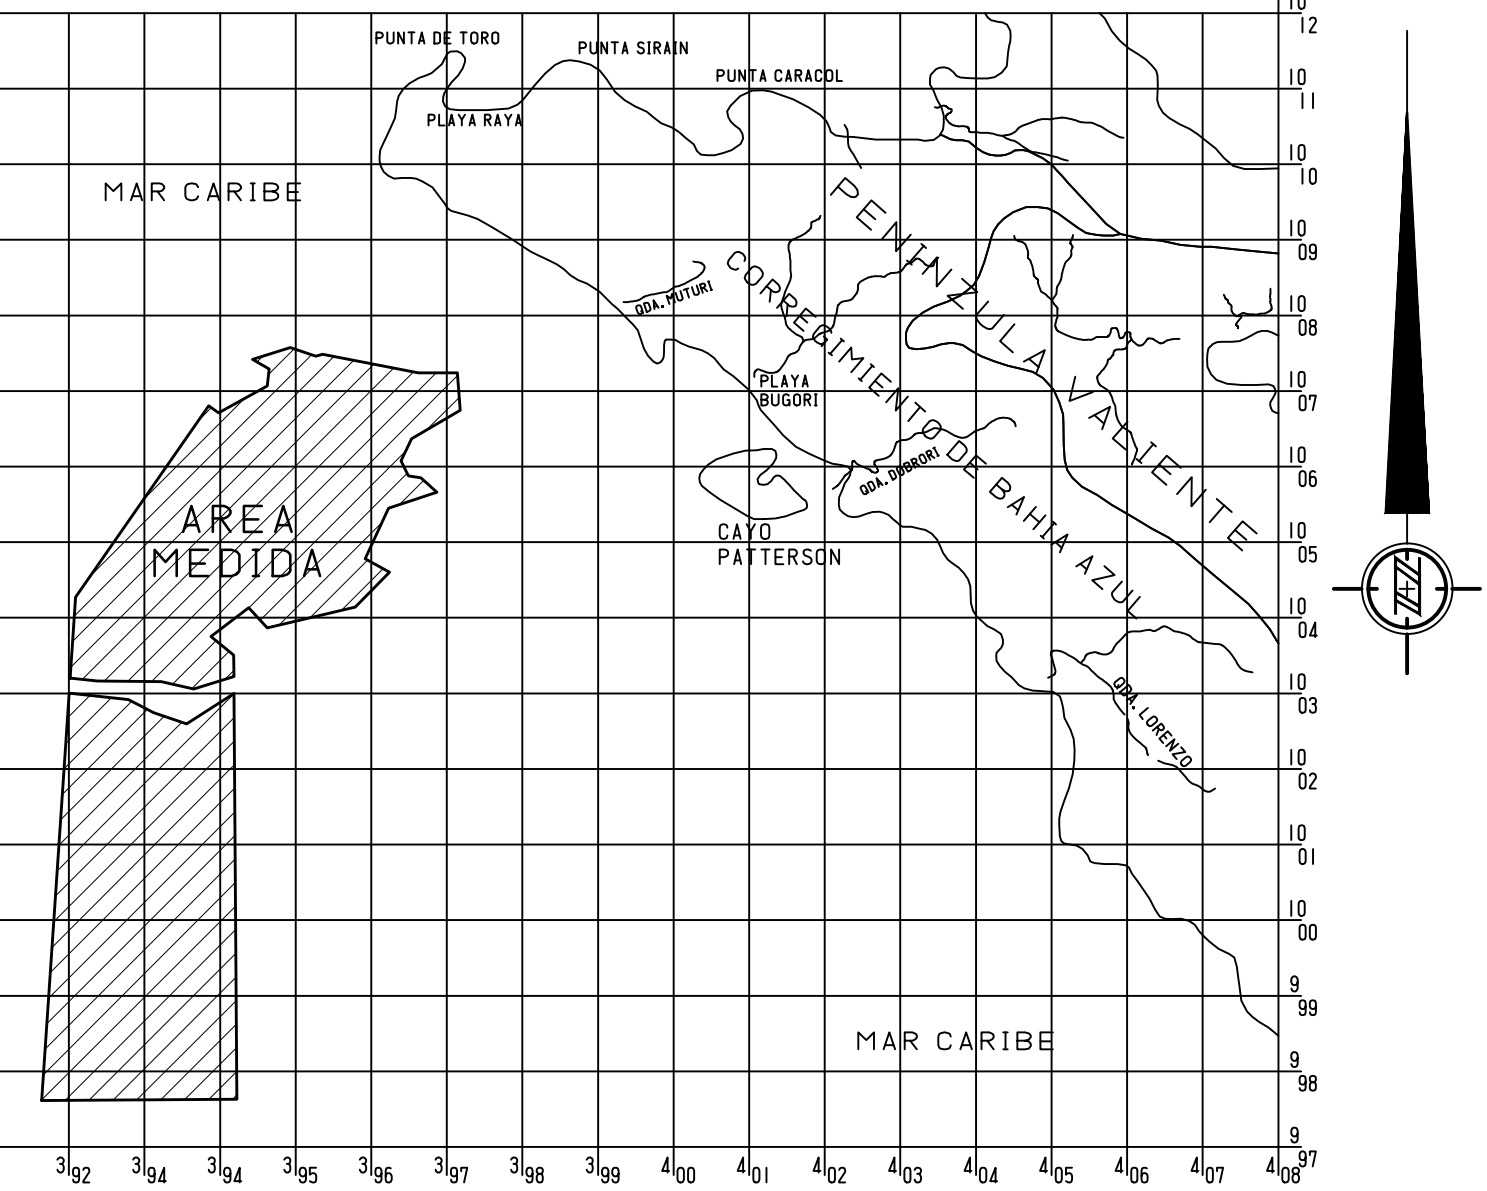 10
12
PUNTA DE TORO
PUNTA SIRAIN
PUNTA CARACOL
10
11
PLAYA RAYA
10
10
MAR CARIBE
PENINZULA VALIENTE
10
09
CORREGIMIENTO DE BAHIA AZUL
QDA. MUTURI
10
08
PLAYA
BUGORI
10
07
QDA. DOBRORI
10
06
AREA
MEDIDA
CAYO
PATTERSON
10
05
10
04
QDA. LORENZO
10
03
10
02
10
01
10
00
9
99
MAR CARIBE
9
98
9
97
3 92 3 94 3 94 3 95 3 96 3 97 3 98 3 99 4 00 4 01 4 02 4 03 4 04 4 05 4 06 4 07 4 08